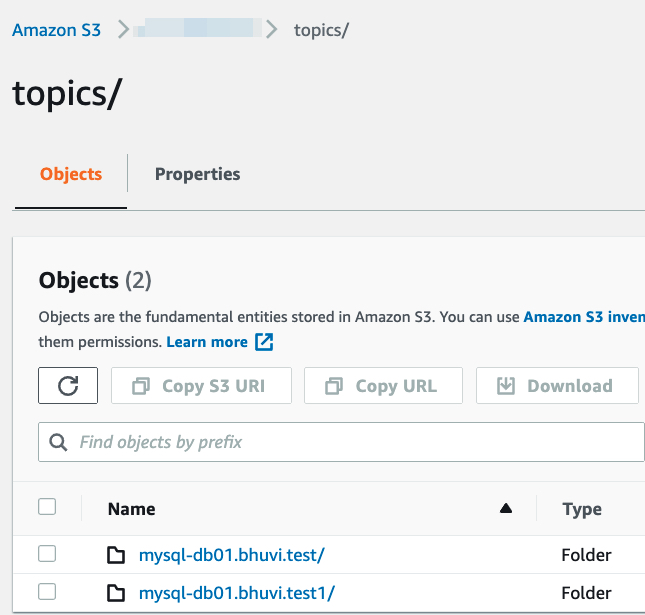 Amazon S3 > topics/
topics/
Objects Properties
Objects (2)
Objects are the fundamental entities stored in Amazon S3. You can use Amazon S3 inven
them permissions. Learn more
Copy S3 URI Copy URL Download
Find objects by prefix
Name Type
mysql-db01.bhuvi.test/ Folder
mysql-db01.bhuvi.test1/ Folder